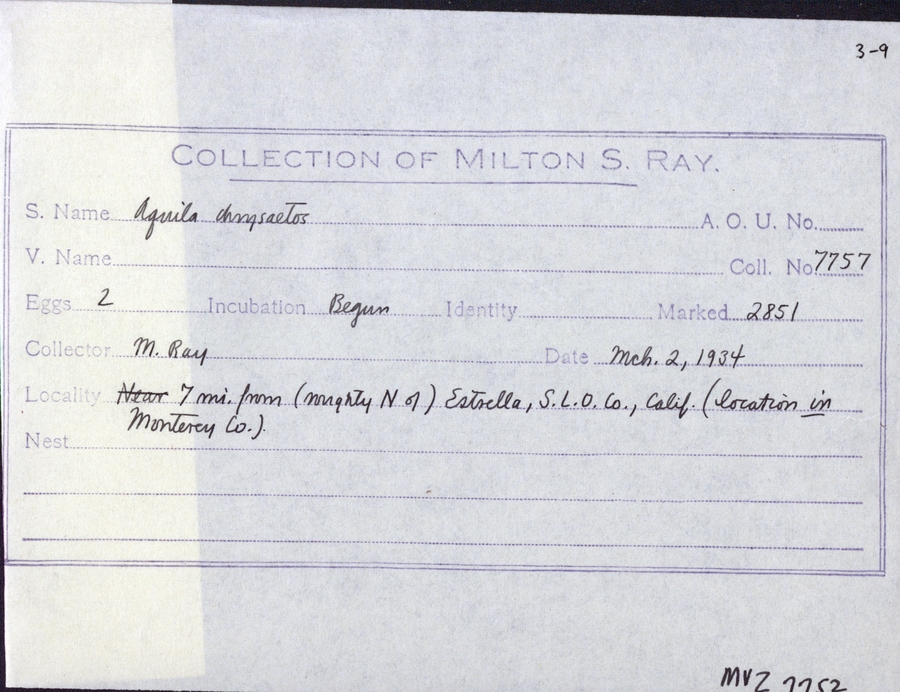 3-9
COLLECTION OF MILTON S. RAY.
S. Name Aquila chrysaetos A. O. U. No.
V. Name Coll. No 7757
Eggs 2 Incubation Begun Identity Marked 2851
Collector M. Ray Date Mch. 2, 1934
Locality Near 7 mi. from (roughly N of) Estrella, S.L.O. Co., Calif. (location in
Monterey Co.).
Nest
MVZ